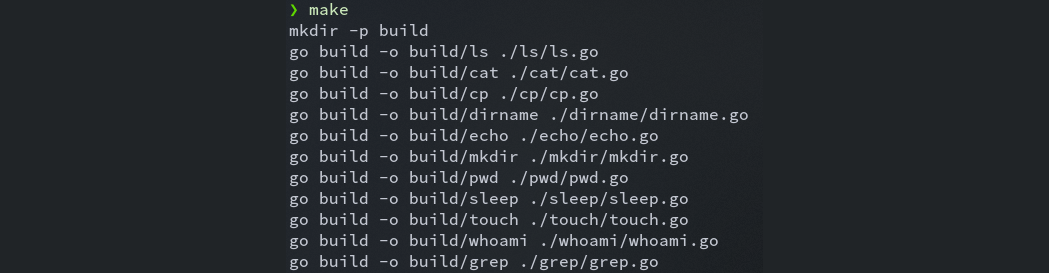 ❯ make
mkdir -p build
go build -o build/ls ./ls/ls.go
go build -o build/cat ./cat/cat.go
go build -o build/cp ./cp/cp.go
go build -o build/dirname ./dirname/dirname.go
go build -o build/echo ./echo/echo.go
go build -o build/mkdir ./mkdir/mkdir.go
go build -o build/pwd ./pwd/pwd.go
go build -o build/sleep ./sleep/sleep.go
go build -o build/touch ./touch/touch.go
go build -o build/whoami ./whoami/whoami.go
go build -o build/grep ./grep/grep.go